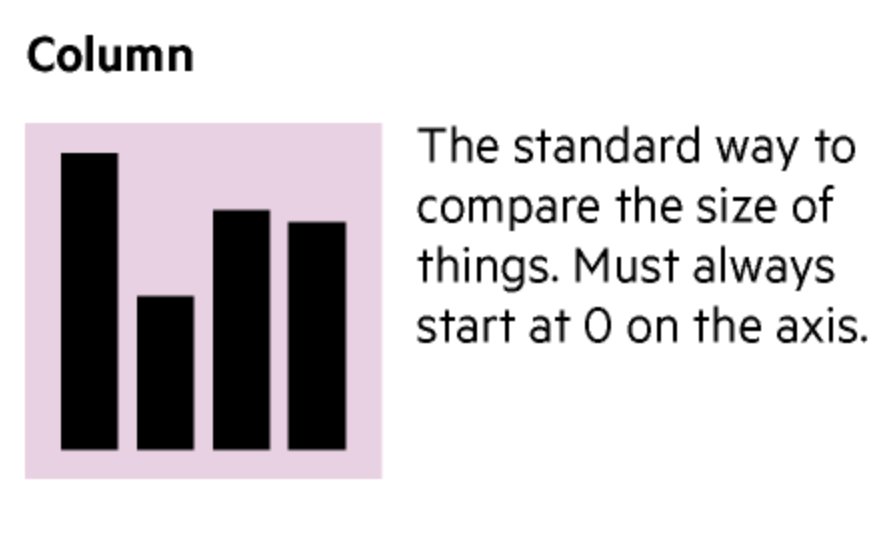 Column
The standard way to
compare the size of
things. Must always
start at 0 on the axis.